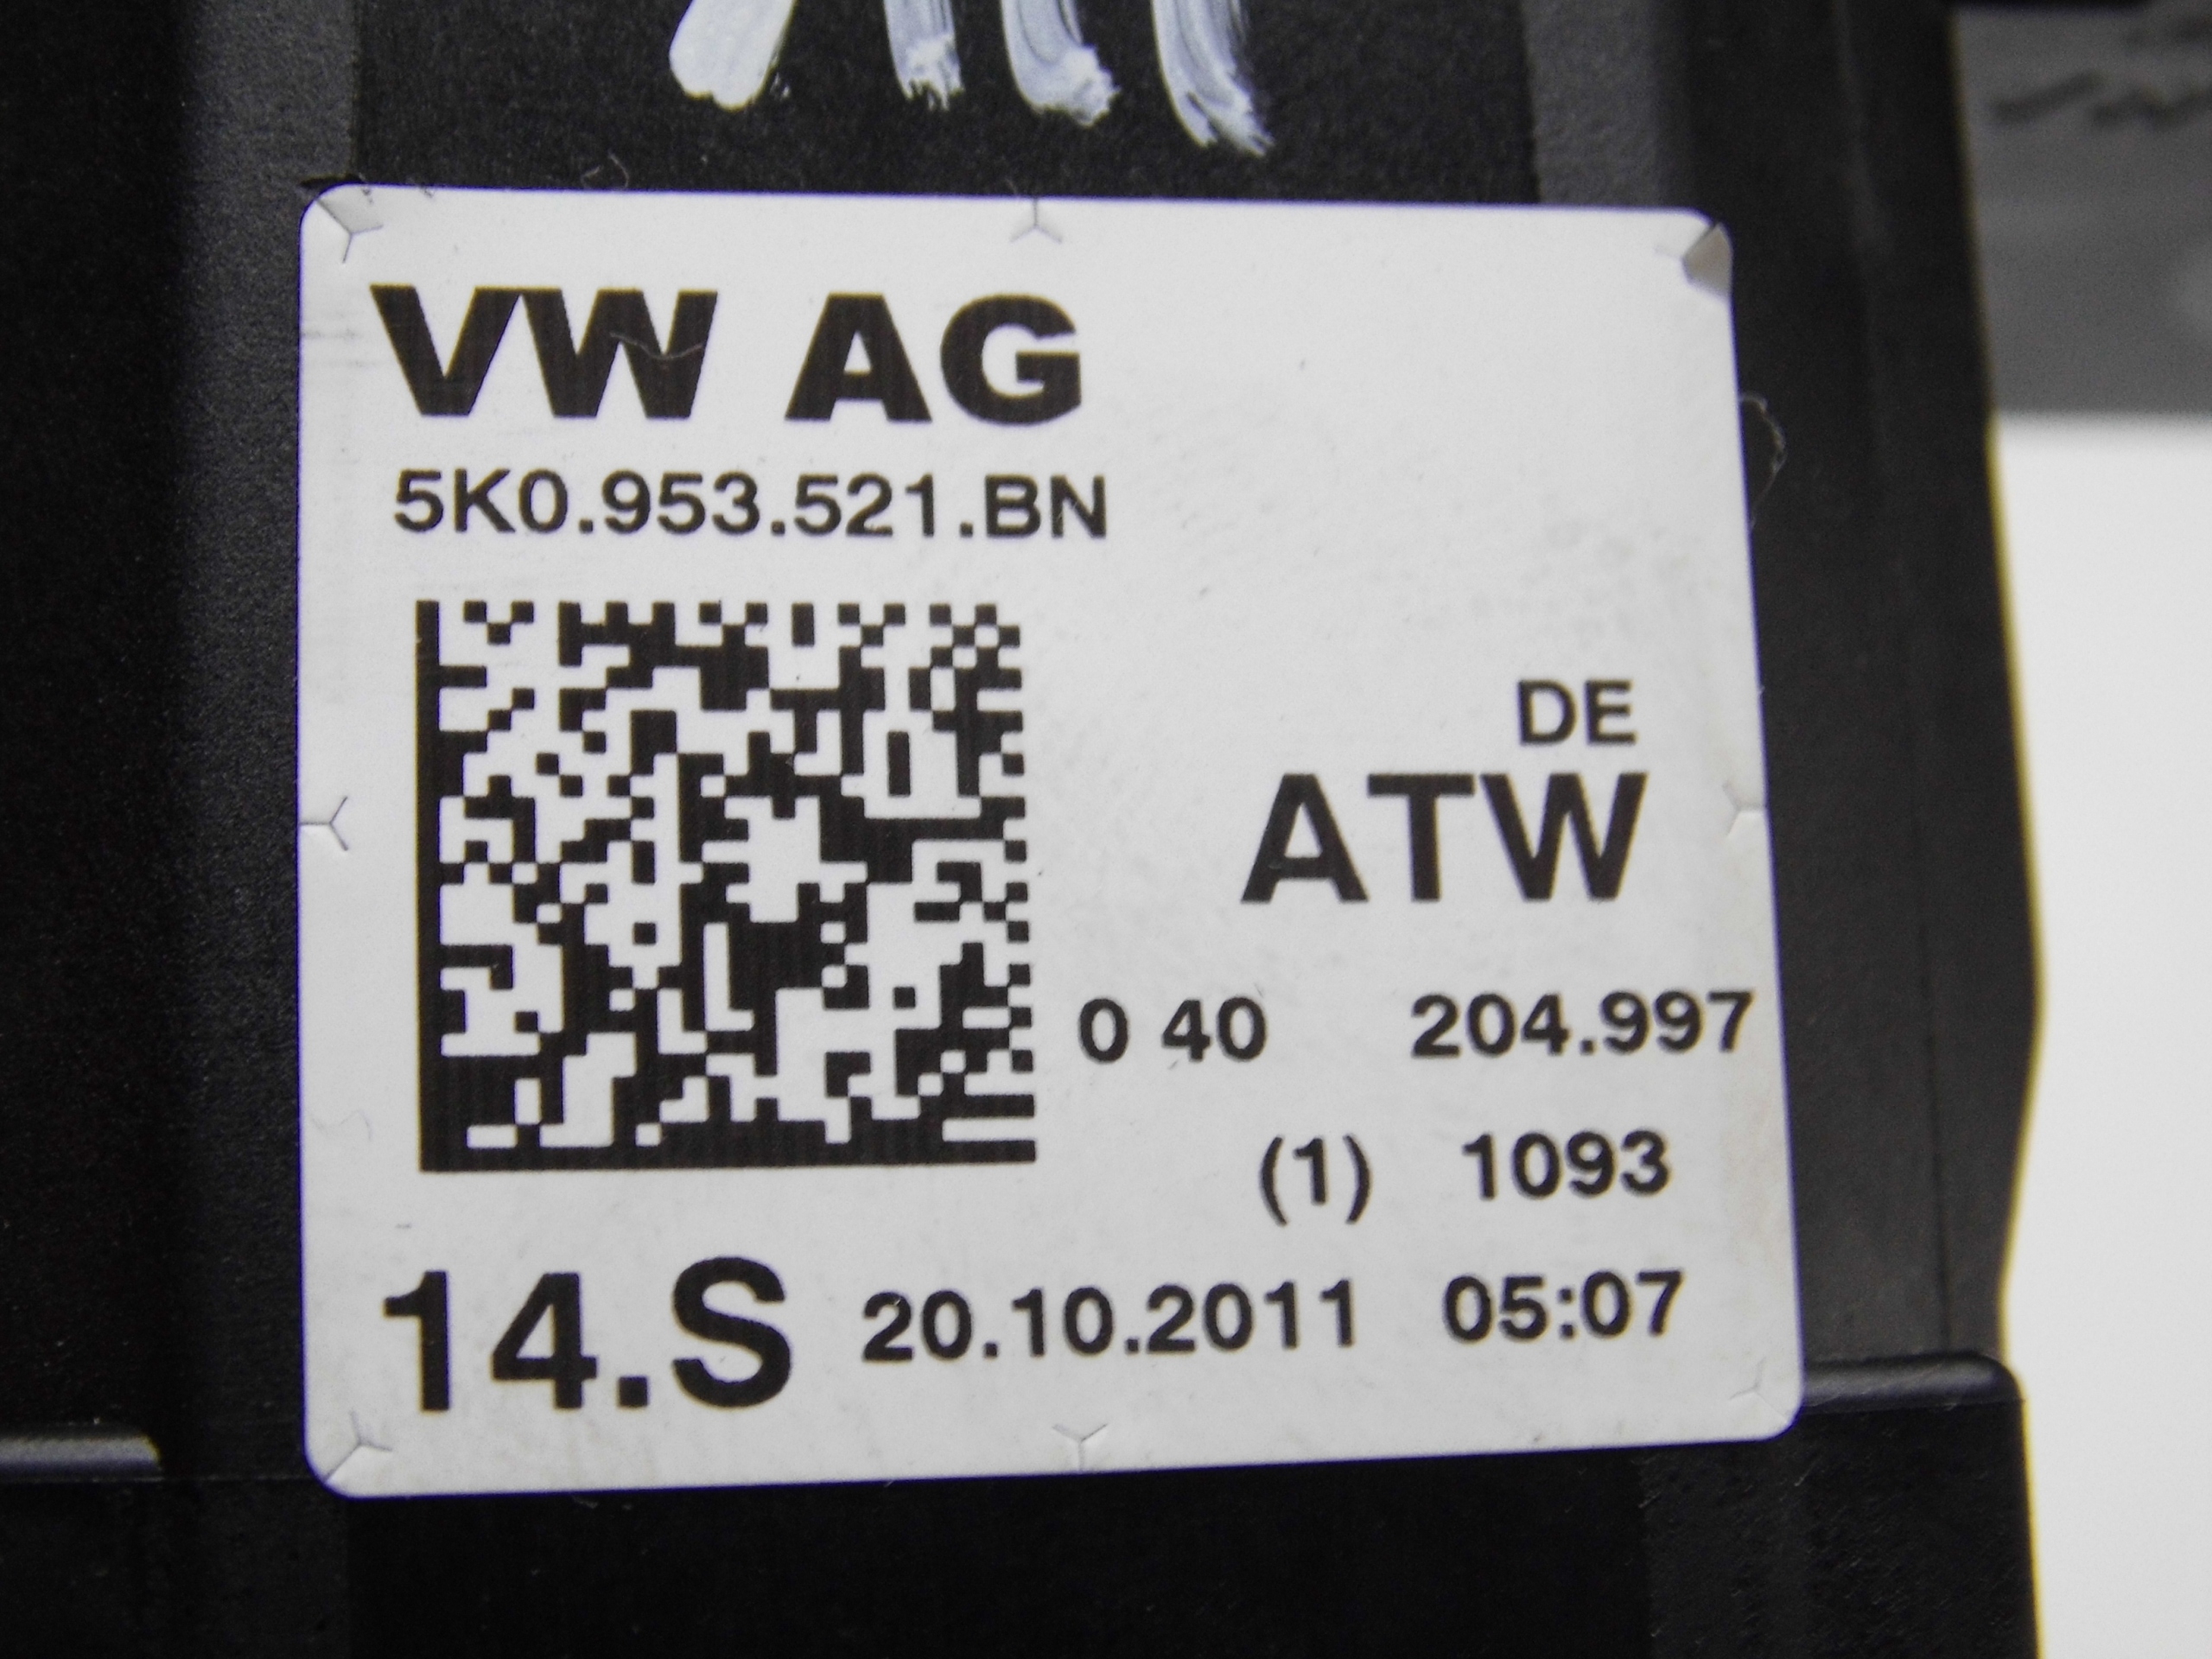 VW AG
5K0.953.521.BN
DE
ATW
0 40 204.997
(1) 1093
14.S 20.10.2011 05:07